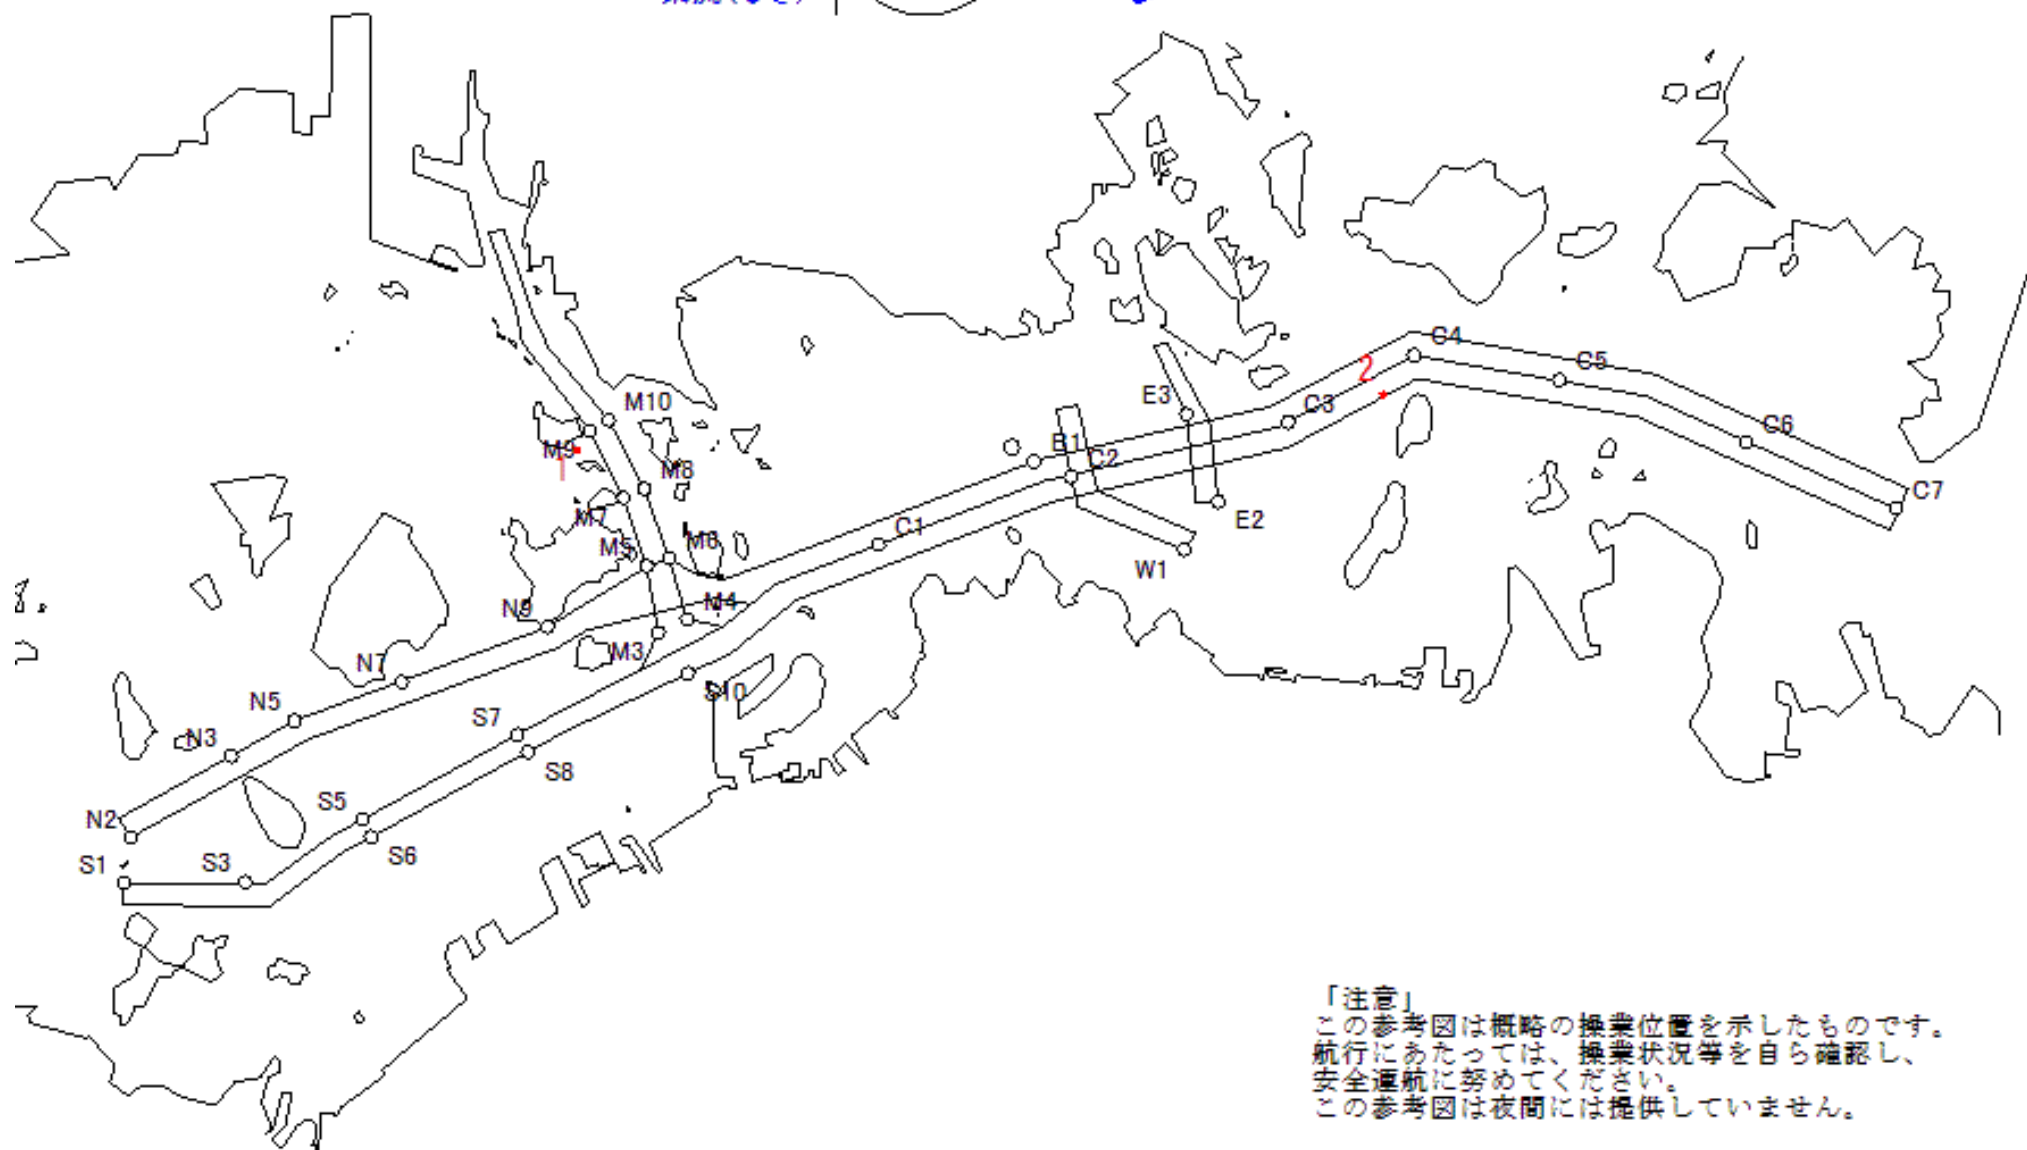 C4
C5
2
E3
M10
C3
C6
B1
M9
1
C2
M8
C7
E2
M7
C1
M5
M6
W1
N9
M4
M3
N7
S10
N5
S7
N3
S8
S5
N2
S6
S1
S3
「注意」
この参考図は概略の操業位置を示したものです。
航行にあたっては、操業状況等を自ら確認し、
安全運航に努めてください。
この参考図は夜間には提供していません。